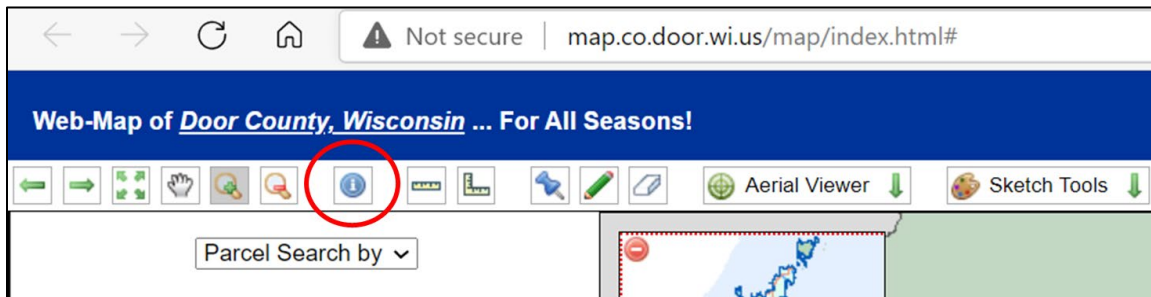 Not secure | map.co.door.wi.us/map/index.html#
Web-Map of Door County, Wisconsin ... For All Seasons!
Aerial Viewer Sketch Tools
Parcel Search by